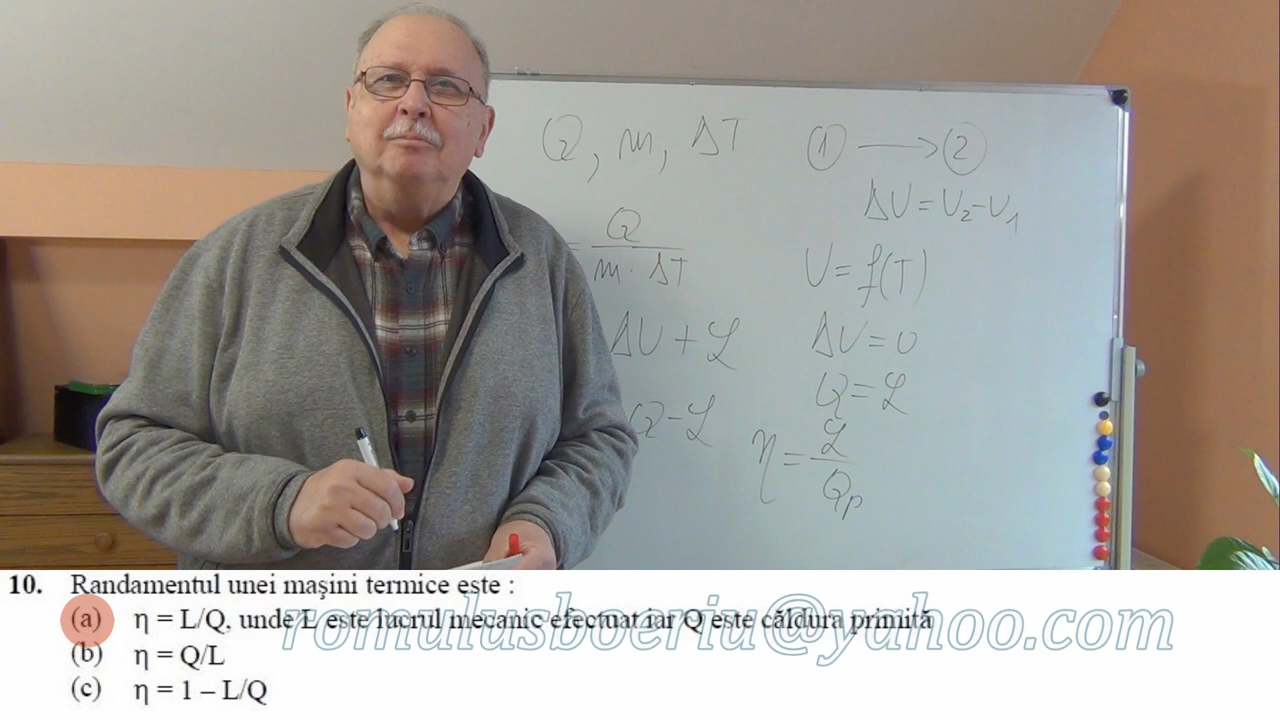 Q, m, ΔT
= Q / m · ΔT
ΔU + L
Q - L
① → ②
ΔU = U₂ - U₁
U = f(T)
ΔU = 0
Q = L
η = L / Qₚ
10. Randamentul unei maşini termice este :
(a) η = L/Q, unde L este lucrul mecanic efectuat iar Q este căldura primită
romulusboeriu@yahoo.com
(b) η = Q/L
(c) η = 1 – L/Q